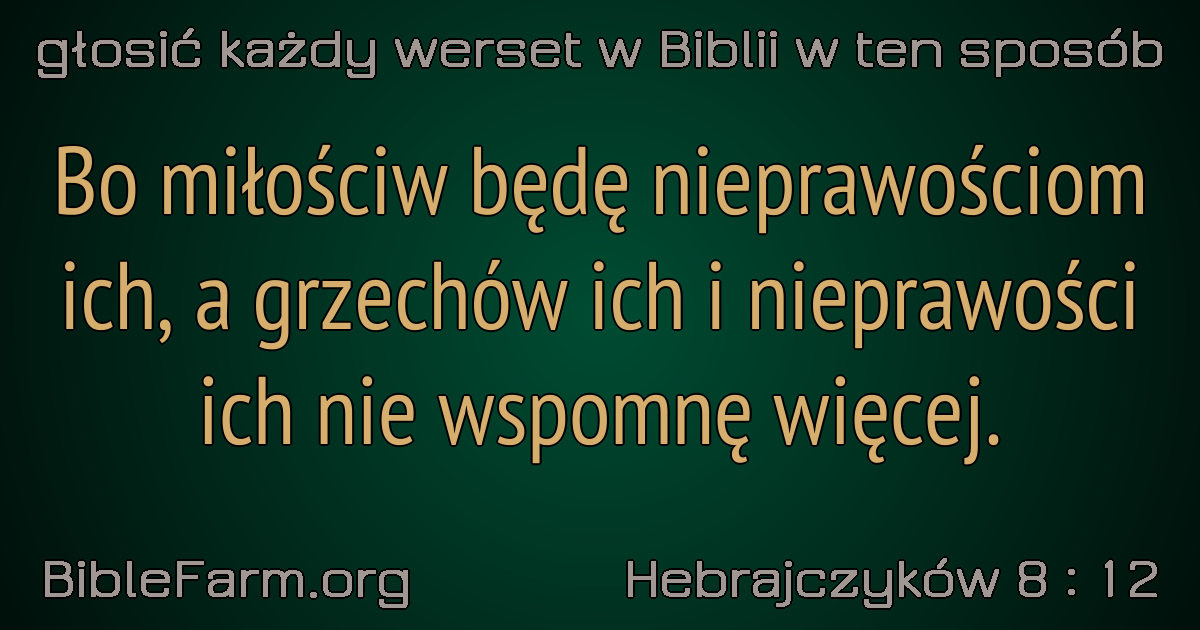 głosić każdy werset w Biblii w ten sposób
Bo miłościw będę nieprawościom
ich, a grzechów ich i nieprawości
ich nie wspomnę więcej.
BibleFarm.org
Hebrajczyków 8 : 12